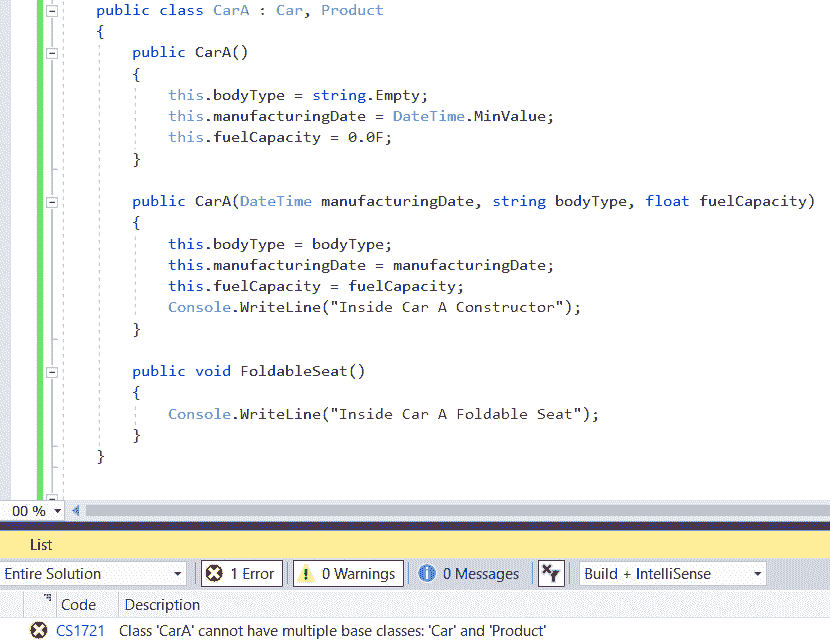 public class CarA : Car, Product
{
public CarA()
{
this.bodyType = string.Empty;
this.manufacturingDate = DateTime.MinValue;
this.fuelCapacity = 0.0F;
}
public CarA(DateTime manufacturingDate, string bodyType, float fuelCapacity)
{
this.bodyType = bodyType;
this.manufacturingDate = manufacturingDate;
this.fuelCapacity = fuelCapacity;
Console.WriteLine("Inside Car A Constructor");
}
public void FoldableSeat()
{
Console.WriteLine("Inside Car A Foldable Seat");
}
}
00 %
List
Entire Solution 1 Error 0 Warnings 0 Messages Build + IntelliSense
Code Description
CS1721 Class 'CarA' cannot have multiple base classes: 'Car' and 'Product'